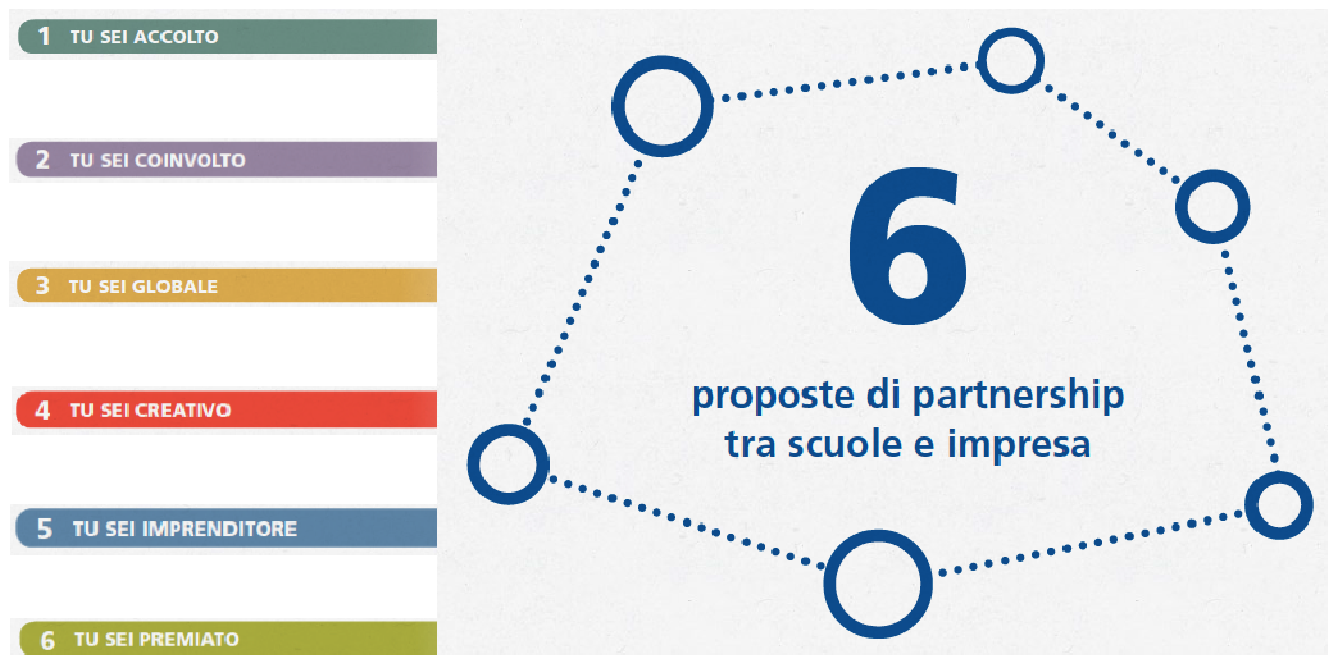 1 TU SEI ACCOLTO
2 TU SEI COINVOLTO
3 TU SEI GLOBALE
4 TU SEI CREATIVO
5 TU SEI IMPRENDITORE
6 TU SEI PREMIATO
6
proposte di partnership
tra scuole e impresa